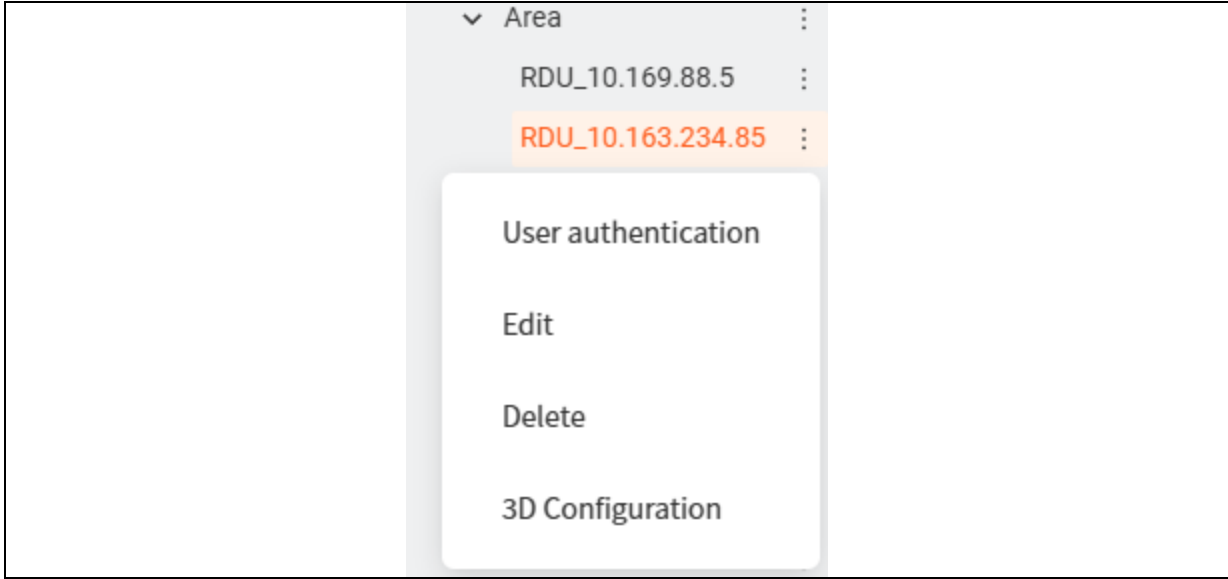 Area
RDU_10.169.88.5
RDU_10.163.234.85
User authentication
Edit
Delete
3D Configuration